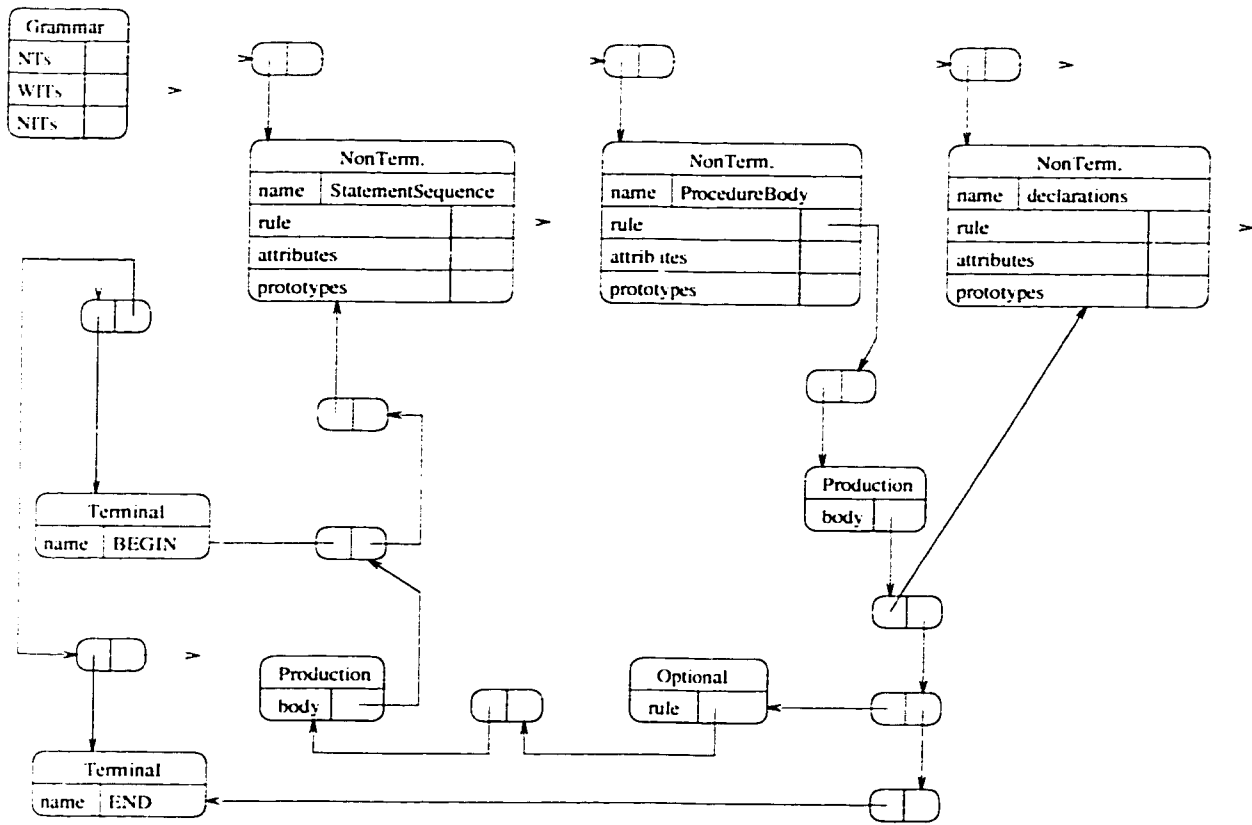 Grammar
NTs
WITs
NITs
NonTerm.
name StatementSequence
rule
attributes
prototypes
NonTerm.
name ProcedureBody
rule
attributes
prototypes
NonTerm.
name declarations
rule
attributes
prototypes
Production
body
Terminal
name BEGIN
Production
body
Optional
rule
Terminal
name END